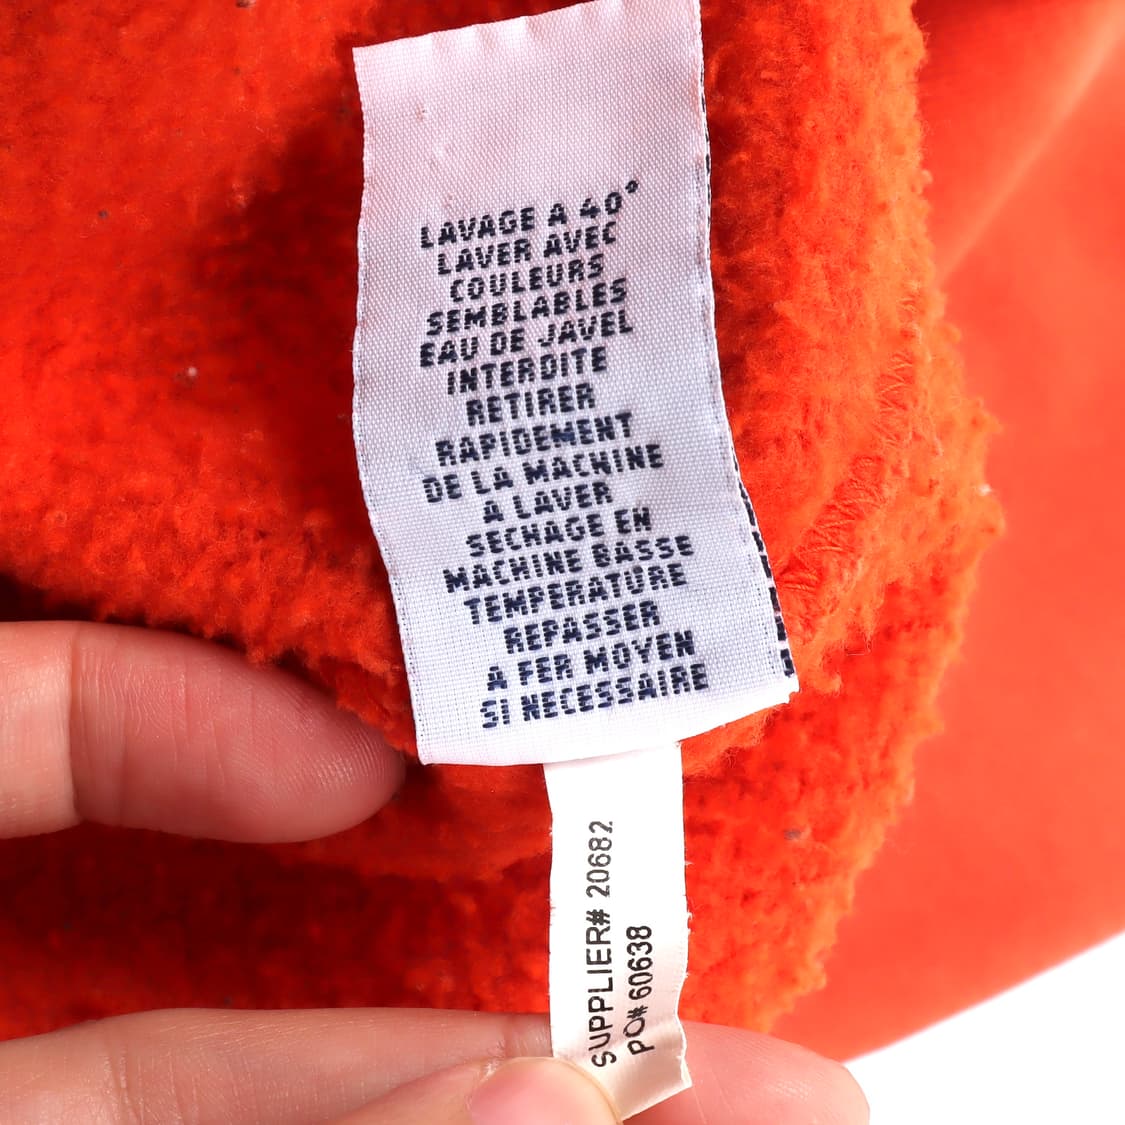 LAVAGE A 40°
LAVER AVEC
COULEURS
SEMBLABLES
EAU DE JAVEL
INTERDITE
RETIRER
RAPIDEMENT
DE LA MACHINE
A LAVER
SECHAGE EN
MACHINE BASSE
TEMPERATURE
REPASSER
A FER MOYEN
SI NECESSAIRE
SUPPLIER# 20682
PO# 60638